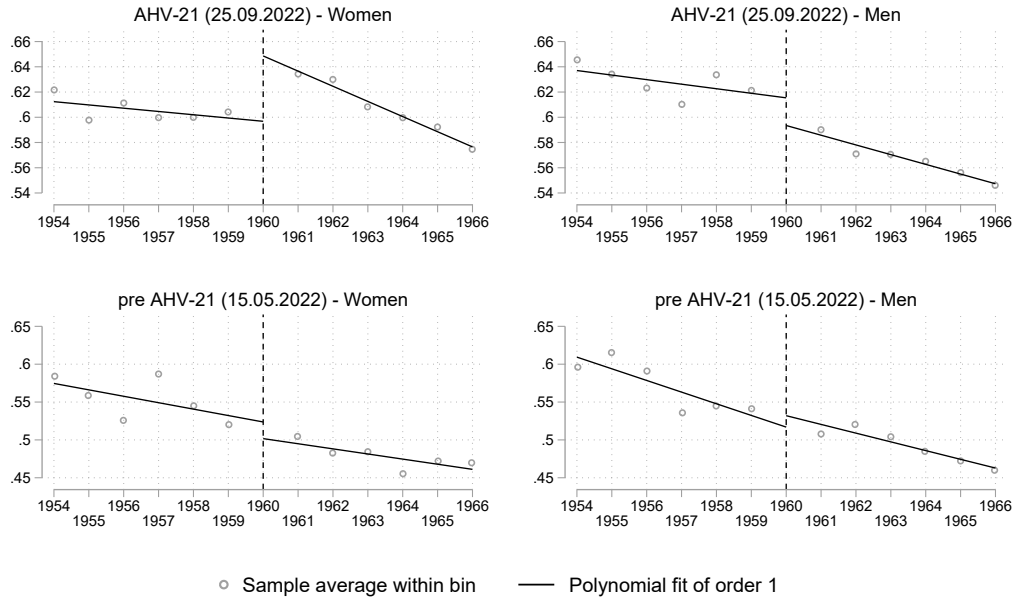 AHV-21 (25.09.2022) - Women
.66
.64
.62
.6
.58
.56
.54
1954 1956 1958 1960 1962 1964 1966
1955 1957 1959 1961 1963 1965
AHV-21 (25.09.2022) - Men
.66
.64
.62
.6
.58
.56
.54
1954 1956 1958 1960 1962 1964 1966
1955 1957 1959 1961 1963 1965
pre AHV-21 (15.05.2022) - Women
.65
.6
.55
.5
.45
1954 1956 1958 1960 1962 1964 1966
1955 1957 1959 1961 1963 1965
pre AHV-21 (15.05.2022) - Men
.65
.6
.55
.5
.45
1954 1956 1958 1960 1962 1964 1966
1955 1957 1959 1961 1963 1965
Sample average within bin Polynomial fit of order 1